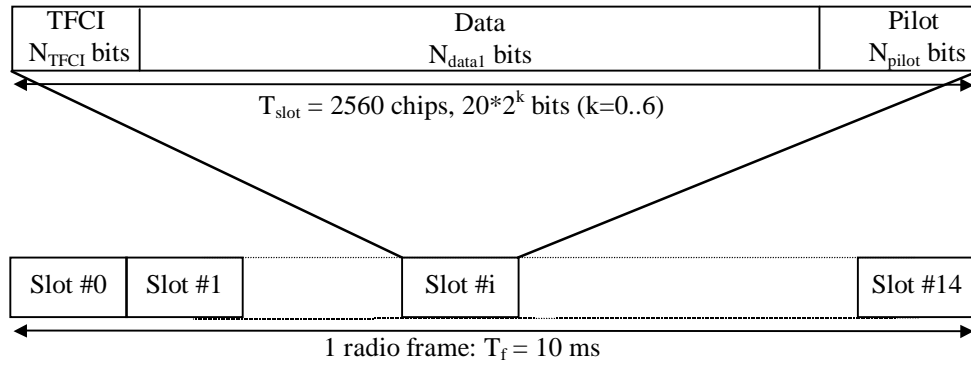 TFCI
N_TFCI bits
Data
N_data1 bits
Pilot
N_pilot bits
T_slot = 2560 chips, 20*2^k bits (k=0..6)
Slot #0
Slot #1
Slot #i
Slot #14
1 radio frame: T_f = 10 ms